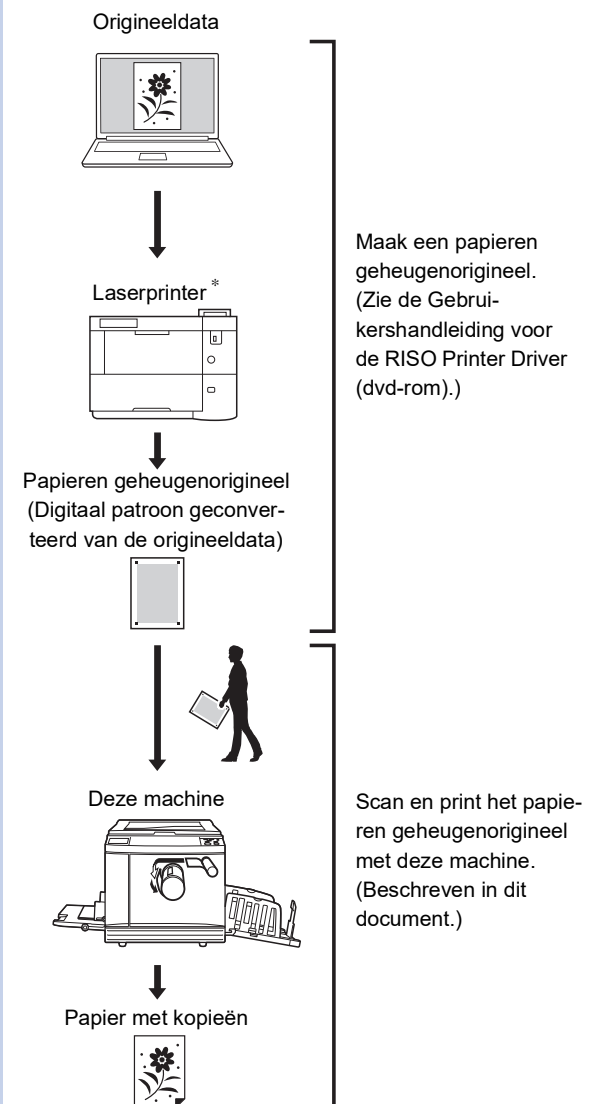 Origineeldata
Laserprinter*
Maak een papieren
geheugenorigineel.
(Zie de Gebrui-
kershandleiding voor
de RISO Printer Driver
(dvd-rom).)
Papieren geheugenorigineel
(Digitaal patroon geconver-
teerd van de origineeldata)
Deze machine
Scan en print het papie-
ren geheugenorigineel
met deze machine.
(Beschreven in dit
document.)
Papier met kopieën